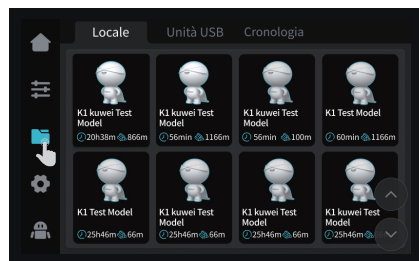 Locale Unità USB Cronologia
K1 kuwei Test Model
20h38m 866m
K1 kuwei Test Model
56min 1166m
K1 kuwei Test Model
56min 100m
K1 Test Model
60min 1166m
K1 Test Model
25h46m 66m
K1 kuwei Test Model
25h46m 66m
K1 kuwei Test Model
25h46m 66m
K1 kuwei Test Model
25h46m 66m